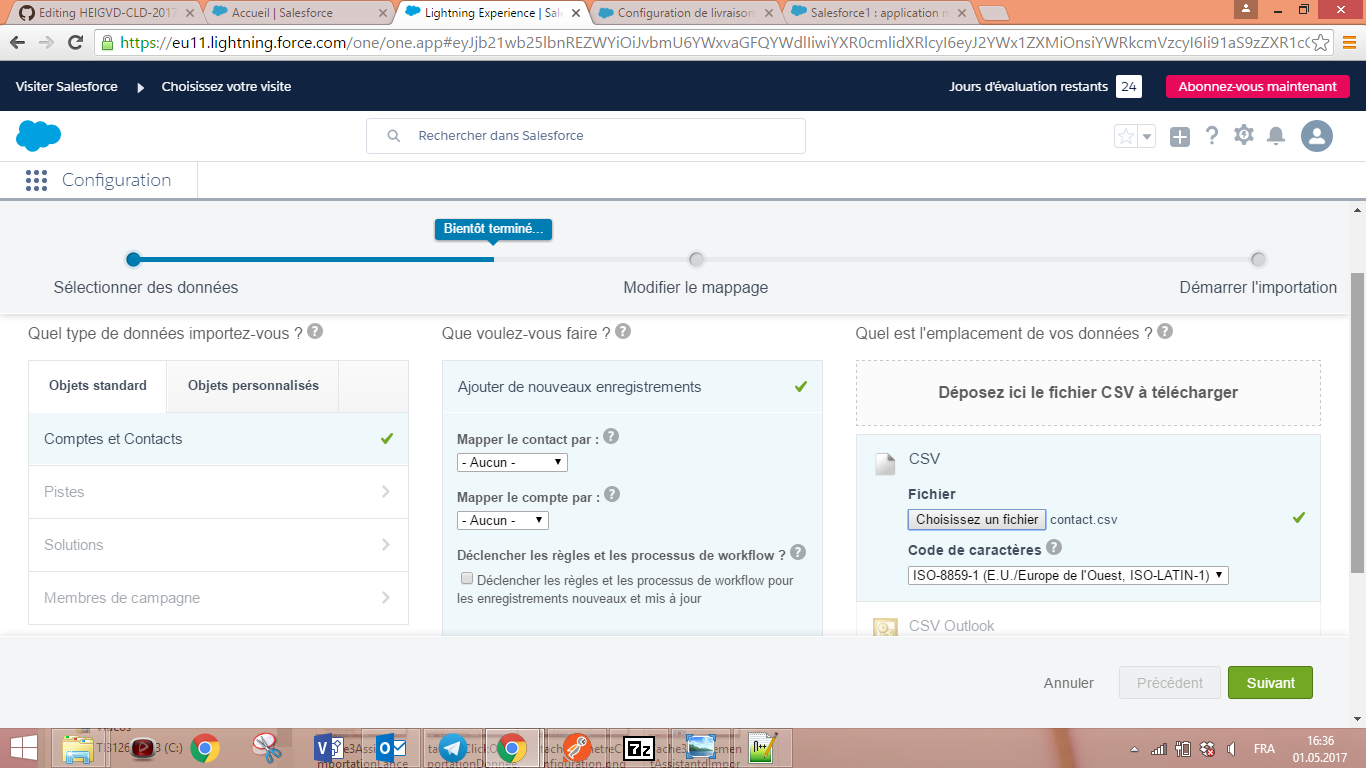 Editing HEIGVD-CLD-2017
Accueil | Salesforce
Lightning Experience | Sale
Configuration de livraison
Salesforce1 : application m
https://eu11.lightning.force.com/one/one.app#
Visiter Salesforce
Choisissez votre visite
Jours d'évaluation restants 24
Abonnez-vous maintenant
Rechercher dans Salesforce
Configuration
Bientôt terminé...
Sélectionner des données
Modifier le mappage
Démarrer l'importation
Quel type de données importez-vous ?
Objets standard
Objets personnalisés
Comptes et Contacts
Pistes
Solutions
Membres de campagne
Que voulez-vous faire ?
Ajouter de nouveaux enregistrements
Mapper le contact par :
- Aucun -
Mapper le compte par :
- Aucun -
Déclencher les règles et les processus de workflow ?
Déclencher les règles et les processus de workflow pour
les enregistrements nouveaux et mis à jour
Quel est l'emplacement de vos données ?
Déposez ici le fichier CSV à télécharger
CSV
Fichier
Choisissez un fichier contact.csv
Code de caractères
ISO-8859-1 (E.U./Europe de l'Ouest, ISO-LATIN-1)
CSV Outlook
Annuler
Précédent
Suivant
FRA
16:36
01.05.2017